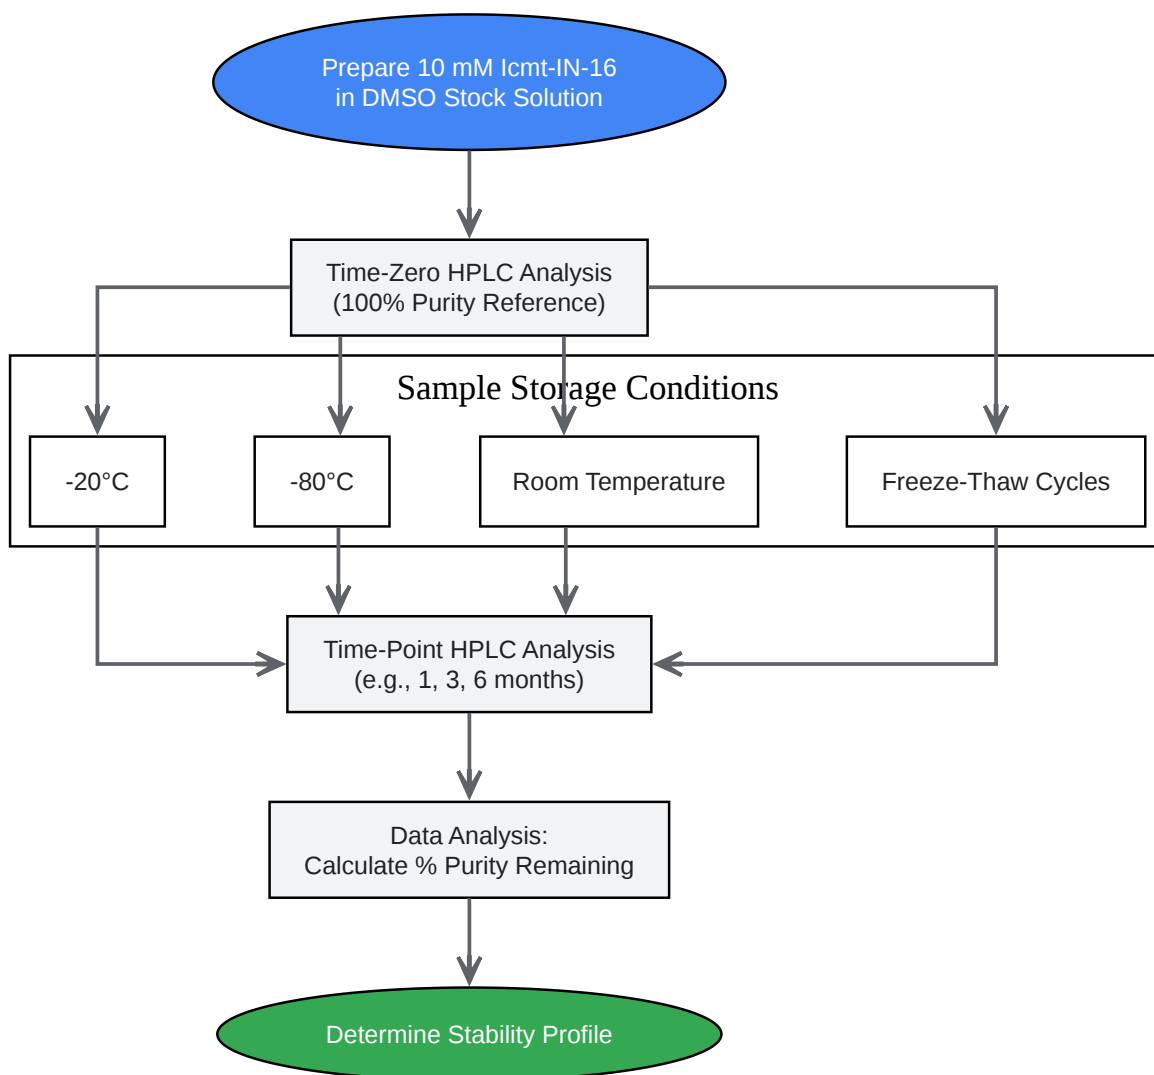 Prepare 10 mM Icmt-IN-16
in DMSO Stock Solution
Time-Zero HPLC Analysis
(100% Purity Reference)
Sample Storage Conditions
-20°C
-80°C
Room Temperature
Freeze-Thaw Cycles
Time-Point HPLC Analysis
(e.g., 1, 3, 6 months)
Data Analysis:
Calculate % Purity Remaining
Determine Stability Profile